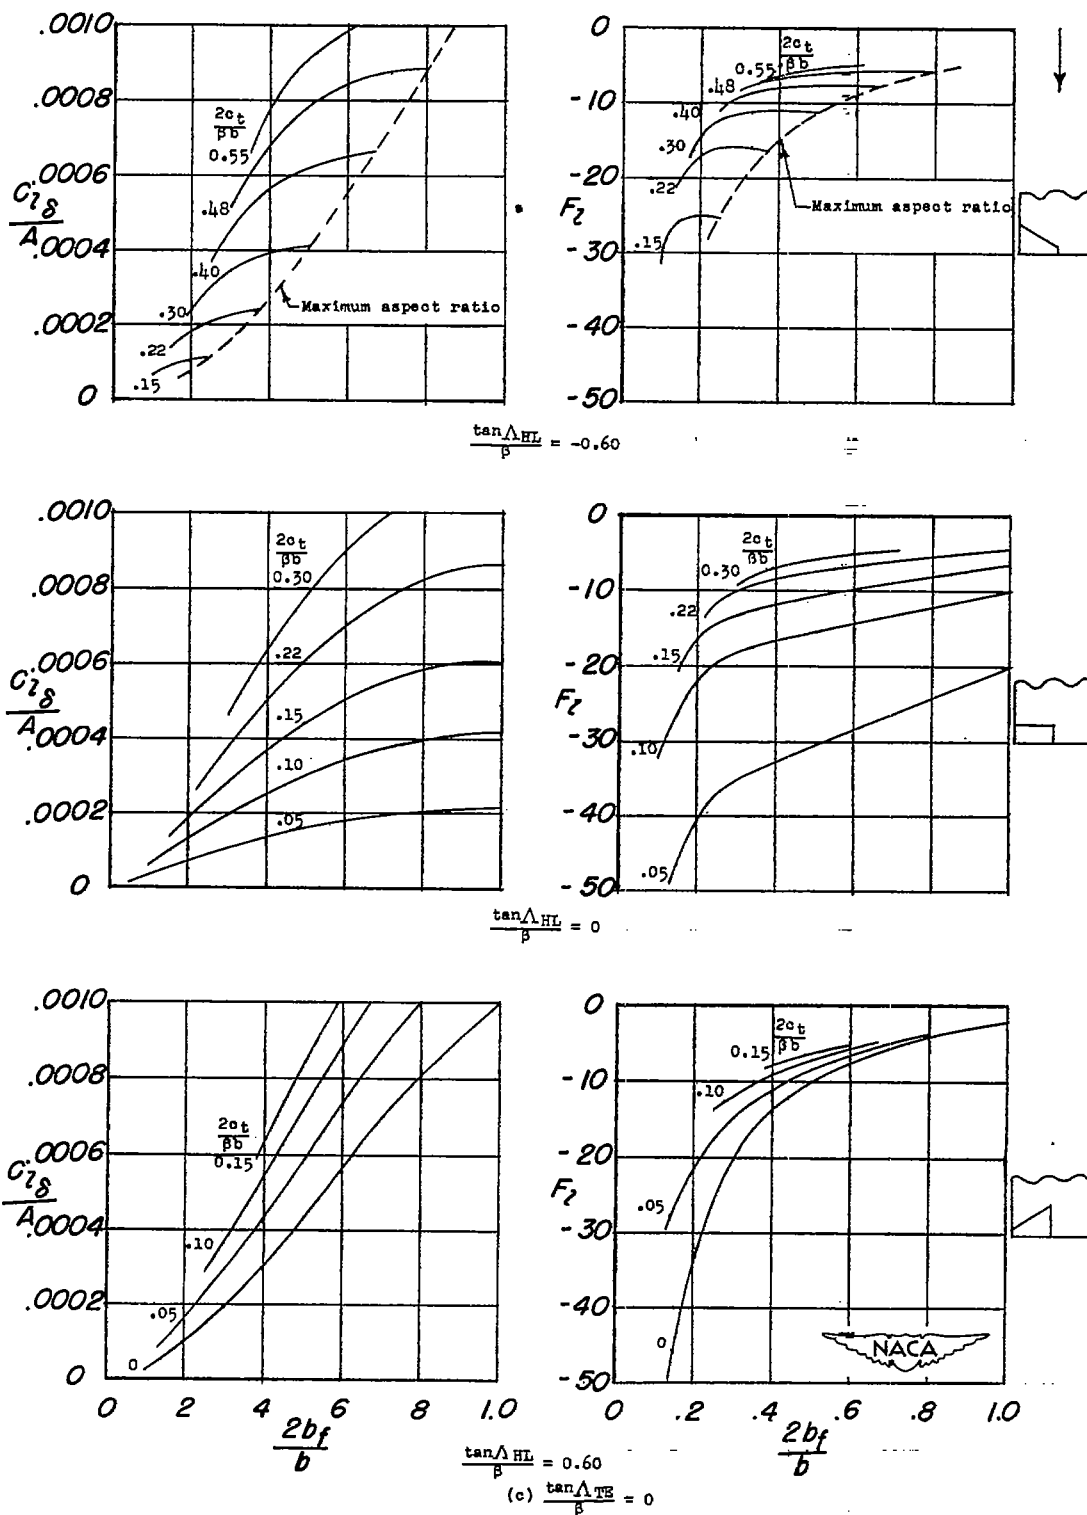 .0010
.0008
.0006
.0004
.0002
0
C_lδ / A
2c_t / βb
0.55
.48
.40
.30
.22
.15
Maximum aspect ratio
0
-10
-20
-30
-40
-50
F_l
2c_t / βb
0.55
.48
.40
.30
.22
.15
Maximum aspect ratio
tanΛ_HL / β = -0.60
.0010
.0008
.0006
.0004
.0002
0
C_lδ / A
2c_t / βb
0.30
.22
.15
.10
.05
0
-10
-20
-30
-40
-50
F_l
2c_t / βb
0.30
.22
.15
.10
.05
tanΛ_HL / β = 0
.0010
.0008
.0006
.0004
.0002
0
C_lδ / A
2c_t / βb
0.15
.10
.05
0
0 2 4 6 8 1.0
2b_f / b
0
-10
-20
-30
-40
-50
F_l
2c_t / βb
0.15
.10
.05
0
NACA
0 .2 .4 .6 .8 1.0
2b_f / b
tanΛ_HL / β = 0.60
(c) tanΛ_TE / β = 0